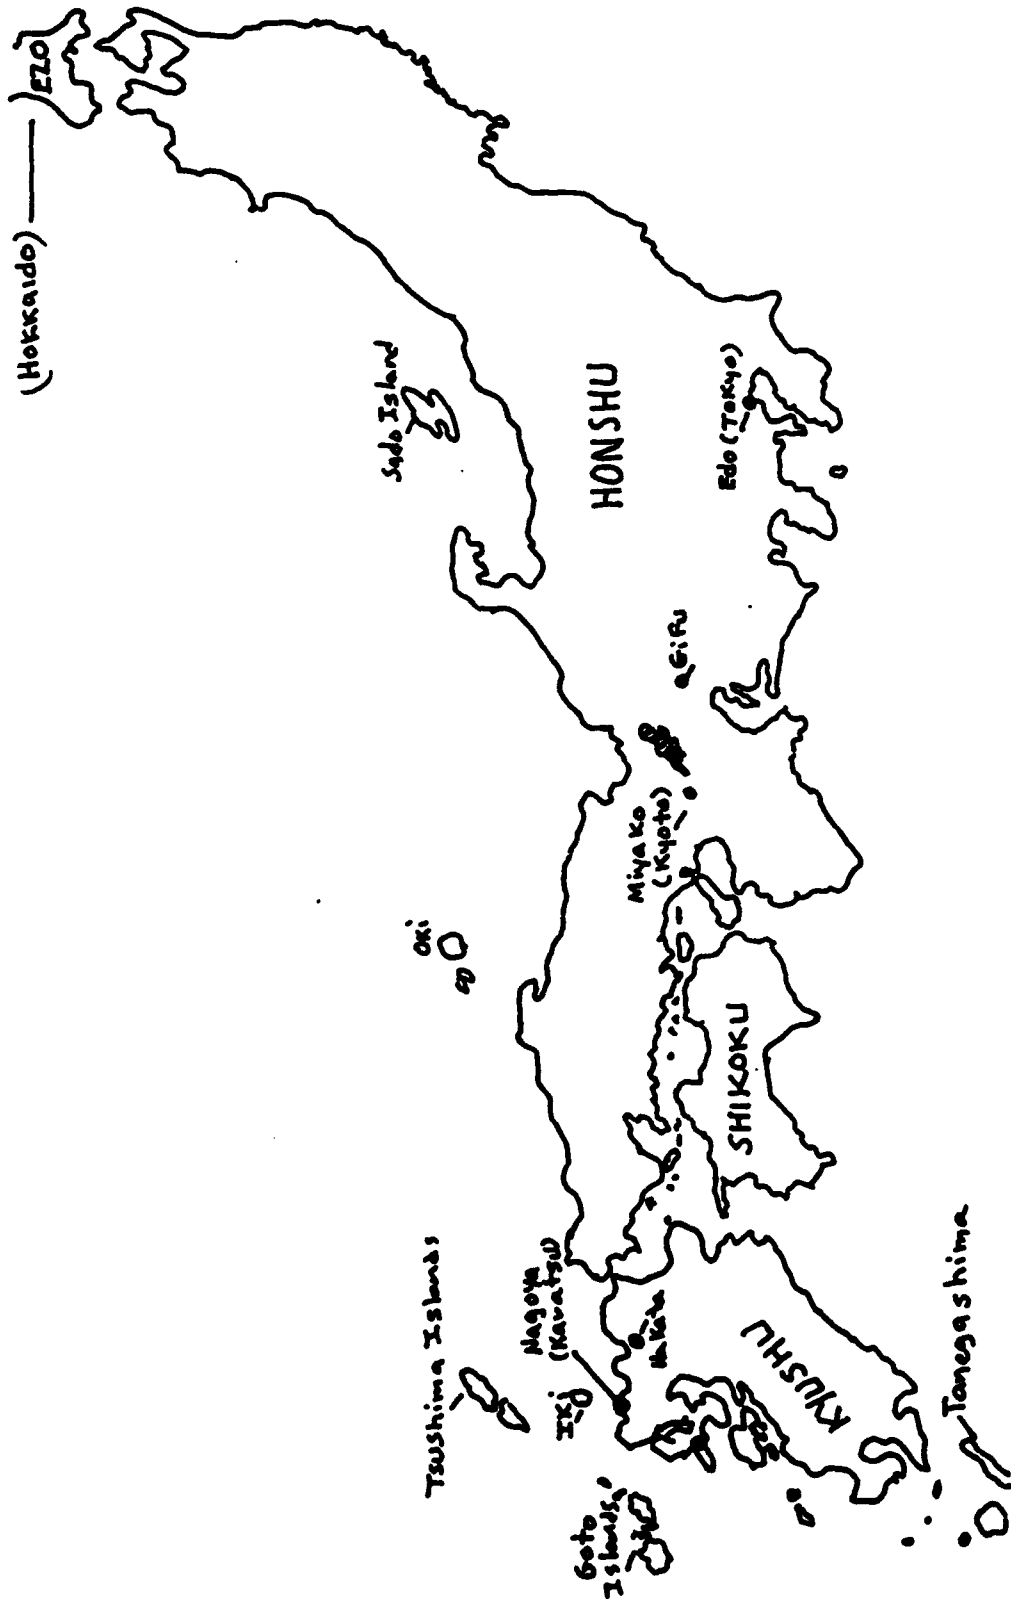 (Hokkaido)
EZO
Sado Island
HONSHU
Edo (Tokyo)
Gifu
Miyako
(Kyoto)
Oki
SHIKOKU
Tsushima Islands
Nagoya
(Karatsu)
Iki
Hakata
KYUSHU
Goto
Islands
Tanegashima